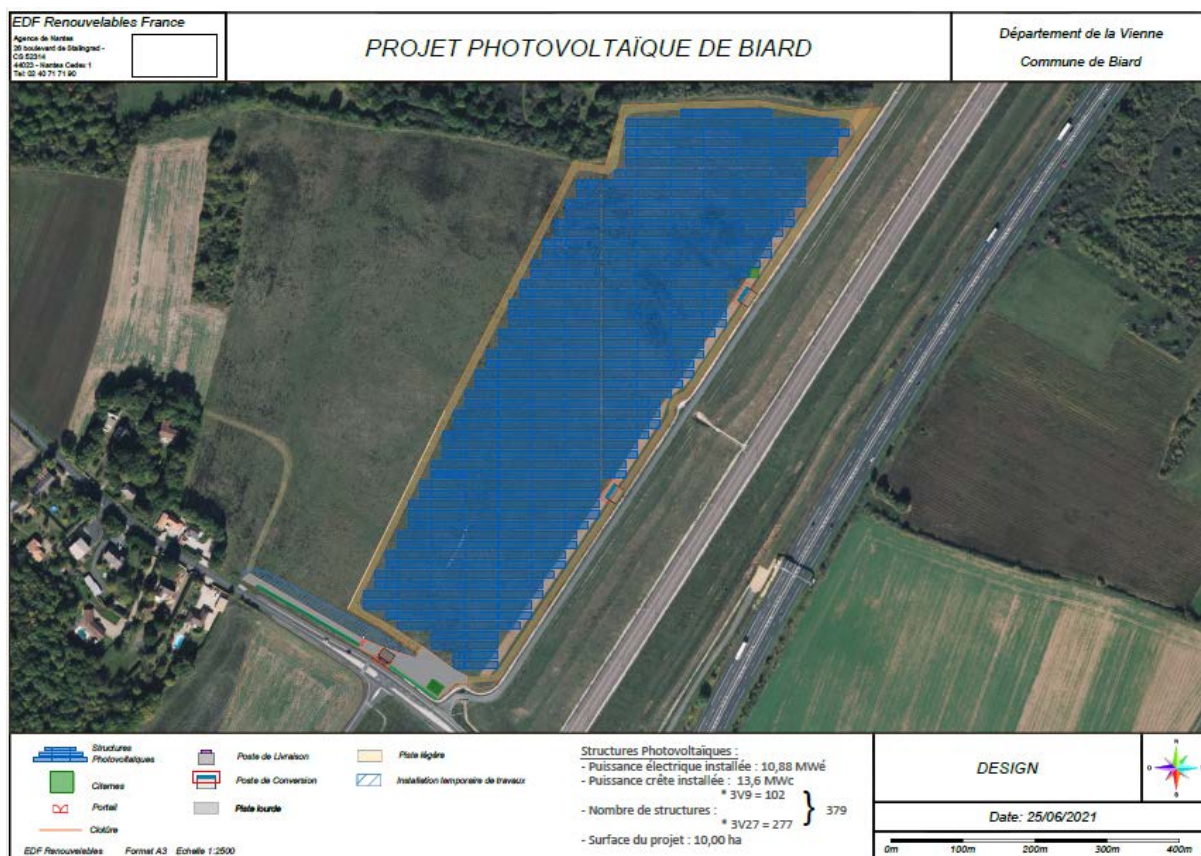 EDF Renouvelables France
Agence de Nantes
26 boulevard de Stalingrad -
CS 52314
44023 - Nantes Cedex 1
Tél: 02 40 71 71 90
PROJET PHOTOVOLTAÏQUE DE BIARD
Département de la Vienne
Commune de Biard
Structures
Photovoltaïques
Citernes
Portail
Clotûre
Poste de Livraison
Poste de Conversion
Piste lourde
Piste légère
Installation temporaire de travaux
Structures Photovoltaïques :
- Puissance électrique installée : 10,88 MWé
- Puissance crête installée : 13,6 MWc
* 3V9 = 102
- Nombre de structures : } 379
* 3V27 = 277
- Surface du projet : 10,00 ha
DESIGN
N
O E
S
Date: 25/06/2021
0m 100m 200m 300m 400m
EDF Renouvelables Format A3 Echelle 1:2500